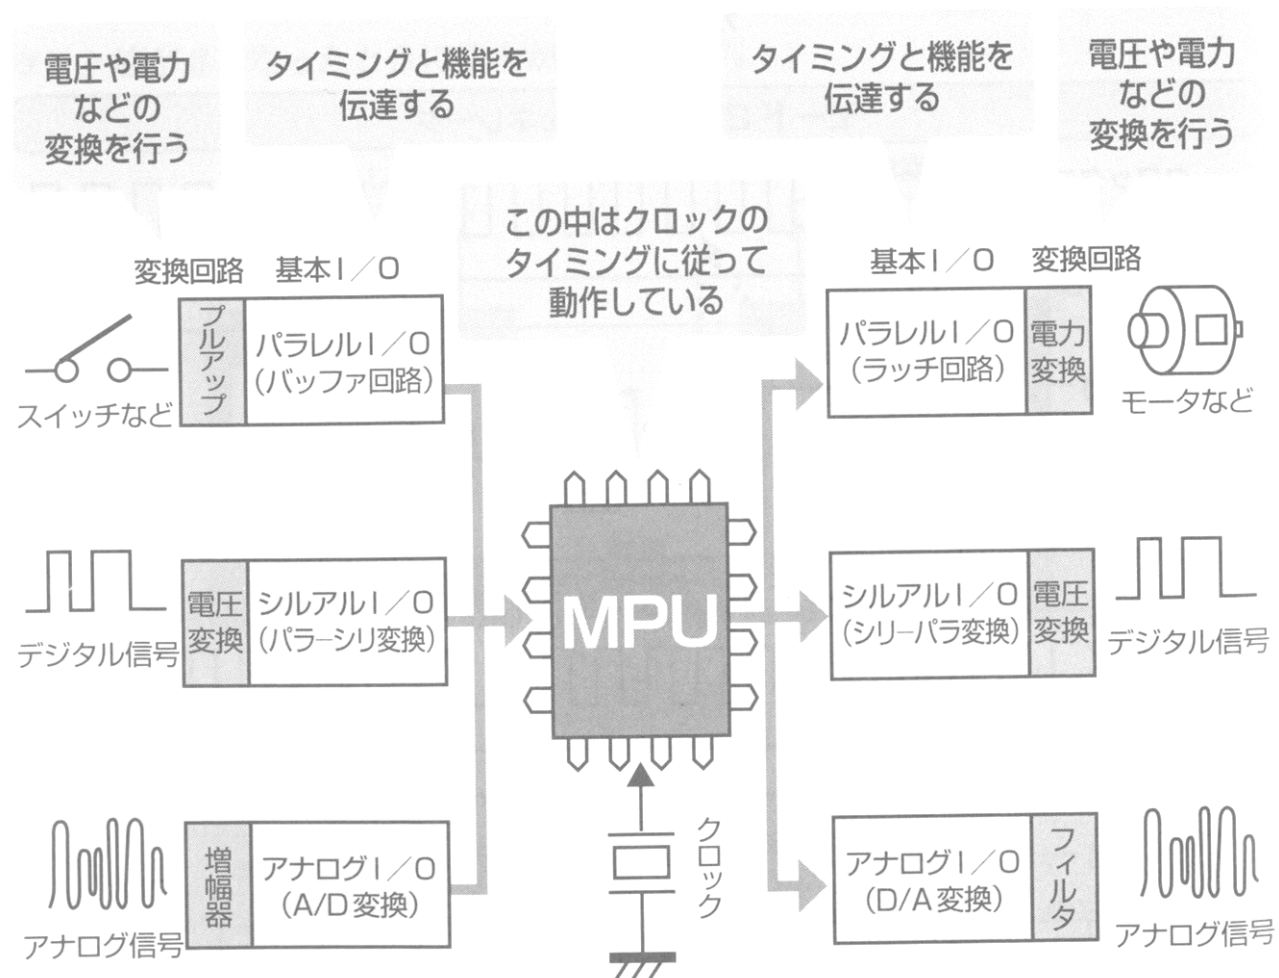 電圧や電力
などの
変換を行う
タイミングと機能を
伝達する
タイミングと機能を
伝達する
電圧や電力
などの
変換を行う
この中はクロックの
タイミングに従って
動作している
変換回路
基本I/O
基本I/O
変換回路
プルアップ
パラレルI/O
(バッファ回路)
スイッチなど
パラレルI/O
(ラッチ回路)
電力
変換
モータなど
電圧
変換
シルアルI/O
(パラーシリ変換)
デジタル信号
MPU
シルアルI/O
(シリーパラ変換)
電圧
変換
デジタル信号
増幅器
アナログI/O
(A/D変換)
アナログ信号
クロック
アナログI/O
(D/A変換)
フィルタ
アナログ信号